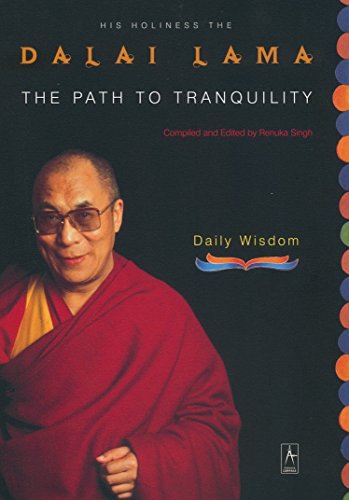 HIS HOLINESS THE
DALAI LAMA
THE PATH TO TRANQUILITY
Compiled and Edited by Renuka Singh
Daily Wisdom